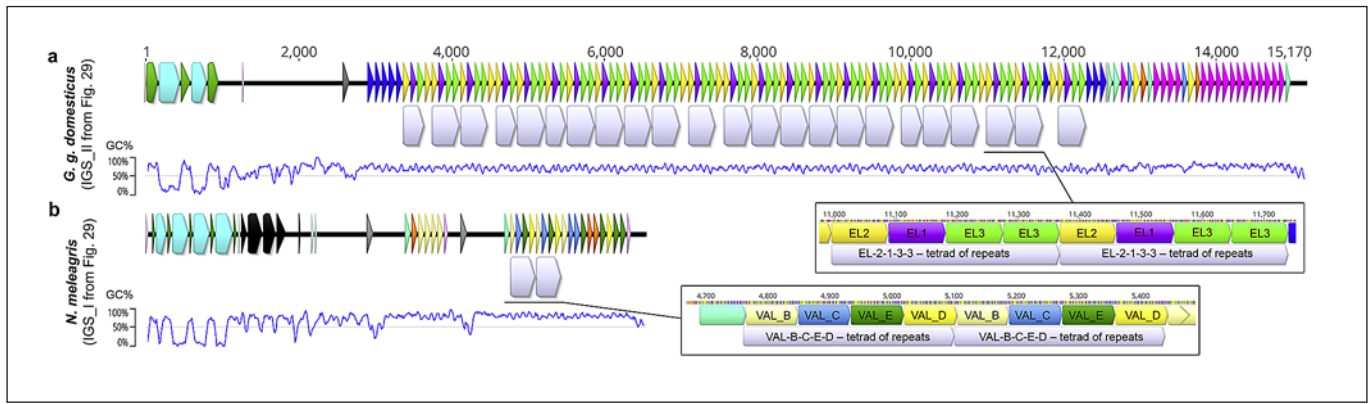 1 2,000 4,000 6,000 8,000 10,000 12,000 14,000 15,170
a
G. g. domesticus
(IGS_II from Fig. 29)
GC%
100%
50%
0%
b
N. meleagris
(IGS_I from Fig. 29)
GC%
100%
50%
0%
11,000 11,100 11,200 11,300 11,400 11,500 11,600 11,700
EL2 EL1 EL3 EL3 EL2 EL1 EL3 EL3
EL-2-1-3-3 – tetrad of repeats EL-2-1-3-3 – tetrad of repeats
4,700 4,800 4,900 5,000 5,100 5,200 5,300 5,400
VAL_B VAL_C VAL_E VAL_D VAL_B VAL_C VAL_E VAL_D
VAL-B-C-E-D – tetrad of repeats VAL-B-C-E-D – tetrad of repeats